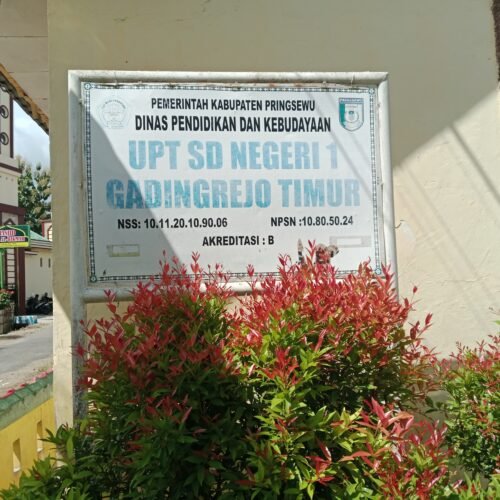 PEMERINTAH KABUPATEN PRINGSEWU
DINAS PENDIDIKAN DAN KEBUDAYAAN
UPT SD NEGERI 1
GADINGREJO TIMUR
NSS: 10.11.20.10.90.06 NPSN :10.80.50.24
AKREDITASI : B